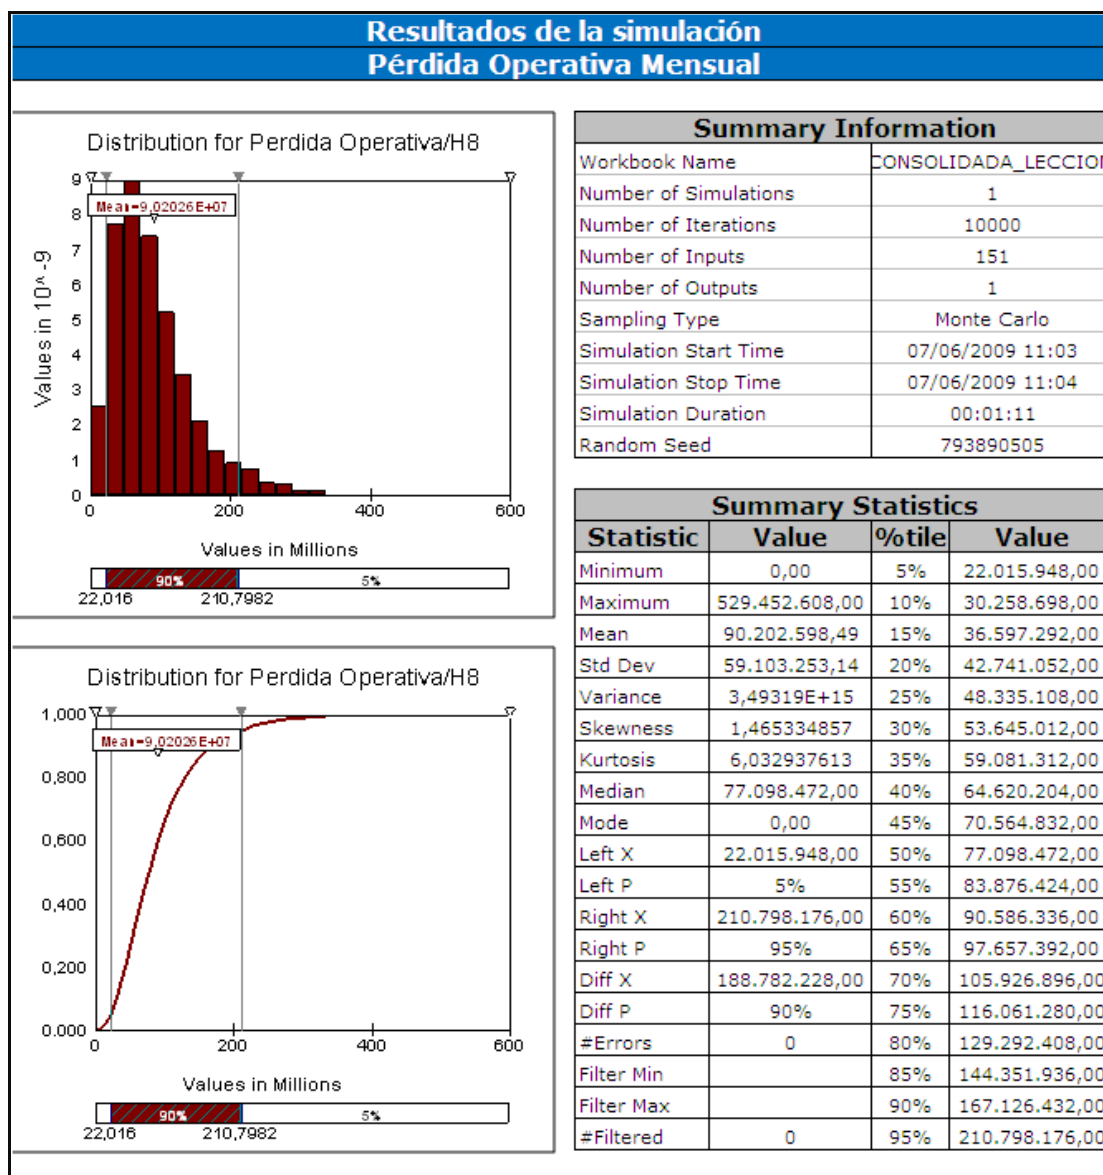 Resultados de la simulación
Pérdida Operativa Mensual
Distribution for Perdida Operativa/H8
Mean=9,02026E+07
Values in 10^-9
9
8
7
6
5
4
3
2
1
0
0 200 400 600
Values in Millions
90% 5%
22,016 210,7982
Distribution for Perdida Operativa/H8
Mean=9,02026E+07
1,000
0,800
0,600
0,400
0,200
0.000
0 200 400 600
Values in Millions
90% 5%
22,016 210,7982
Summary Information
Workbook Name CONSOLIDADA_LECCION
Number of Simulations 1
Number of Iterations 10000
Number of Inputs 151
Number of Outputs 1
Sampling Type Monte Carlo
Simulation Start Time 07/06/2009 11:03
Simulation Stop Time 07/06/2009 11:04
Simulation Duration 00:01:11
Random Seed 793890505
Summary Statistics
Statistic Value %tile Value
Minimum 0,00 5% 22.015.948,00
Maximum 529.452.608,00 10% 30.258.698,00
Mean 90.202.598,49 15% 36.597.292,00
Std Dev 59.103.253,14 20% 42.741.052,00
Variance 3,49319E+15 25% 48.335.108,00
Skewness 1,465334857 30% 53.645.012,00
Kurtosis 6,032937613 35% 59.081.312,00
Median 77.098.472,00 40% 64.620.204,00
Mode 0,00 45% 70.564.832,00
Left X 22.015.948,00 50% 77.098.472,00
Left P 5% 55% 83.876.424,00
Right X 210.798.176,00 60% 90.586.336,00
Right P 95% 65% 97.657.392,00
Diff X 188.782.228,00 70% 105.926.896,00
Diff P 90% 75% 116.061.280,00
#Errors 0 80% 129.292.408,00
Filter Min 85% 144.351.936,00
Filter Max 90% 167.126.432,00
#Filtered 0 95% 210.798.176,00